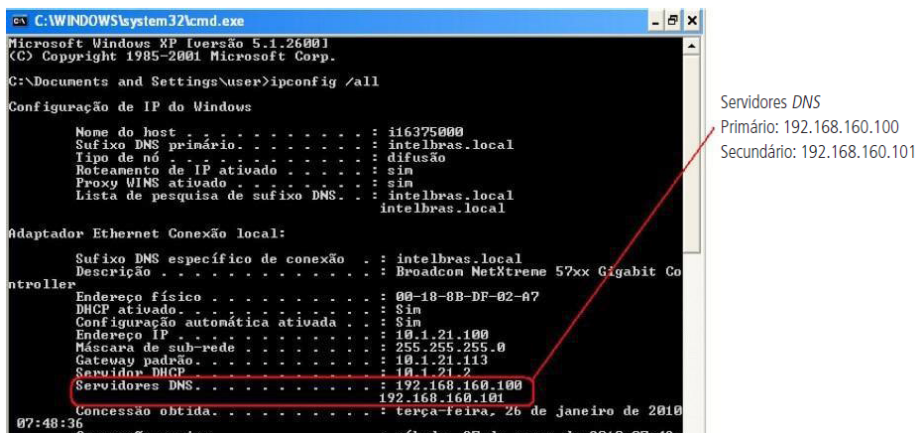 C:\WINDOWS\system32\cmd.exe
Microsoft Windows XP [versão 5.1.2600]
(C) Copyright 1985-2001 Microsoft Corp.
C:\Documents and Settings\user>ipconfig /all
Configuração de IP do Windows
Nome do host . . . . . . . . . . . : i16375000
Sufixo DNS primário. . . . . . . . : intelbras.local
Tipo de nó . . . . . . . . . . . . : difusão
Roteamento de IP ativado . . . . . : sim
Proxy WINS ativado . . . . . . . . : sim
Lista de pesquisa de sufixo DNS. . : intelbras.local
intelbras.local
Adaptador Ethernet Conexão local:
Sufixo DNS específico de conexão . : intelbras.local
Descrição . . . . . . . . . . . . . : Broadcom NetXtreme 57xx Gigabit Co
ntroller
Endereço físico . . . . . . . . . . : 00-18-8B-DF-02-A7
DHCP ativado. . . . . . . . . . . . : Sim
Configuração automática ativada . . : Sim
Endereço IP . . . . . . . . . . . . : 10.1.21.100
Máscara de sub-rede . . . . . . . . : 255.255.255.0
Gateway padrão. . . . . . . . . . . : 10.1.21.113
Servidor DHCP . . . . . . . . . . . : 10.1.21.2
Servidores DNS. . . . . . . . . . . : 192.168.160.100
192.168.160.101
Concessão obtida. . . . . . . . . . : terça-feira, 26 de janeiro de 2010
07:48:36
Servidores DNS
Primário: 192.168.160.100
Secundário: 192.168.160.101